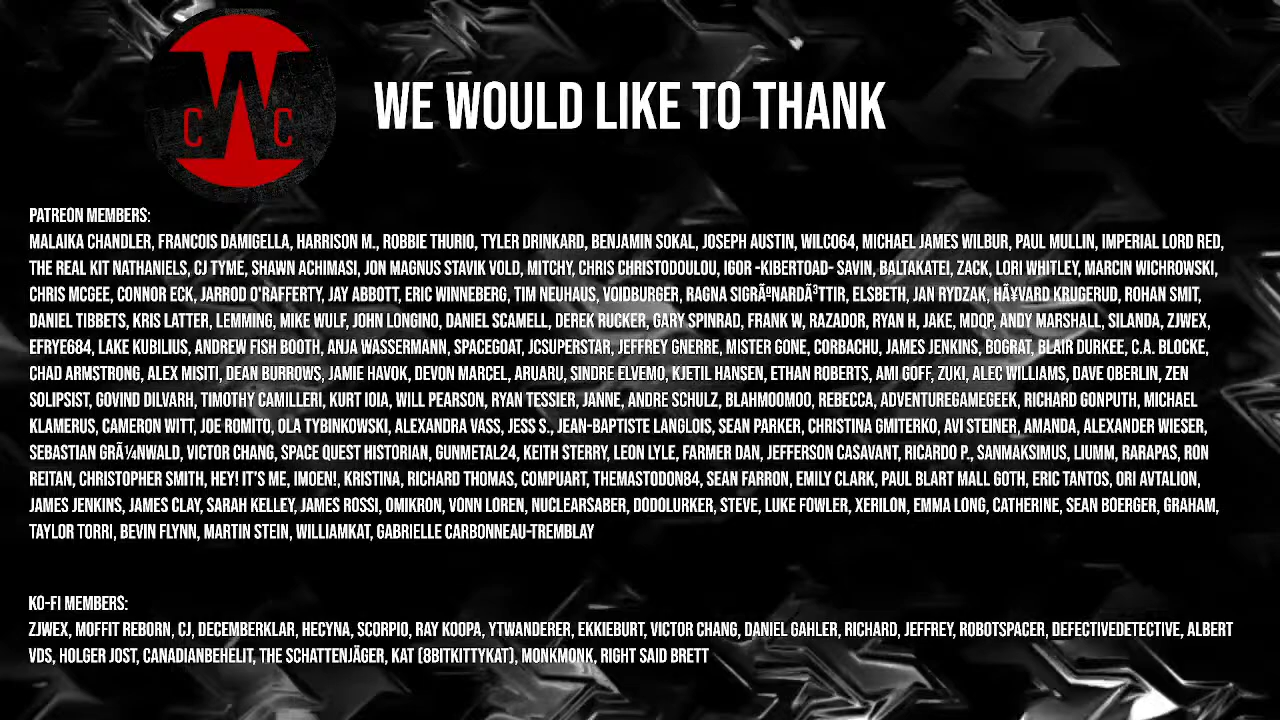 W
C C
WE WOULD LIKE TO THANK
PATREON MEMBERS:
MALAIKA CHANDLER, FRANCOIS DAMIGELLA, HARRISON M., ROBBIE THURIO, TYLER DRINKARD, BENJAMIN SOKAL, JOSEPH AUSTIN, WILCO64, MICHAEL JAMES WILBUR, PAUL MULLIN, IMPERIAL LORD RED,
THE REAL KIT NATHANIELS, CJ TYME, SHAWN ACHIMASI, JON MAGNUS STAVIK VOLD, MITCHY, CHRIS CHRISTODOULOU, IGOR -KIBERTOAD- SAVIN, BALTAKATEI, ZACK, LORI WHITLEY, MARCIN WICHROWSKI,
CHRIS MCGEE, CONNOR ECK, JARROD O'RAFFERTY, JAY ABBOTT, ERIC WINNEBERG, TIM NEUHAUS, VOIDBURGER, RAGNA SIGRÃºNARDÃ³TTIR, ELSBETH, JAN RYDZAK, HÃ¥VARD KRUGERUD, ROHAN SMIT,
DANIEL TIBBETS, KRIS LATTER, LEMMING, MIKE WULF, JOHN LONGINO, DANIEL SCAMELL, DEREK RUCKER, GARY SPINRAD, FRANK W, RAZADOR, RYAN H, JAKE, MDQP, ANDY MARSHALL, SILANDA, ZJWEX,
EFRYE684, LAKE KUBILIUS, ANDREW FISH BOOTH, ANJA WASSERMANN, SPACEGOAT, JCSUPERSTAR, JEFFREY GNERRE, MISTER GONE, CORBACHU, JAMES JENKINS, BOGRAT, BLAIR DURKEE, C.A. BLOCKE,
CHAD ARMSTRONG, ALEX MISITI, DEAN BURROWS, JAMIE HAVOK, DEVON MARCEL, ARUARU, SINDRE ELVEMO, KJETIL HANSEN, ETHAN ROBERTS, AMI GOFF, ZUKI, ALEC WILLIAMS, DAVE OBERLIN, ZEN
SOLIPSIST, GOVIND DILVARH, TIMOTHY CAMILLERI, KURT IOIA, WILL PEARSON, RYAN TESSIER, JANNE, ANDRE SCHULZ, BLAHMOOMOO, REBECCA, ADVENTUREGAMEGEEK, RICHARD GONPUTH, MICHAEL
KLAMERUS, CAMERON WITT, JOE ROMITO, OLA TYBINKOWSKI, ALEXANDRA VASS, JESS S., JEAN-BAPTISTE LANGLOIS, SEAN PARKER, CHRISTINA GMITERKO, AVI STEINER, AMANDA, ALEXANDER WIESER,
SEBASTIAN GRÃ¼NWALD, VICTOR CHANG, SPACE QUEST HISTORIAN, GUNMETAL24, KEITH STERRY, LEON LYLE, FARMER DAN, JEFFERSON CASAVANT, RICARDO P., SANMAKSIMUS, LIUMM, RARAPAS, RON
REITAN, CHRISTOPHER SMITH, HEY! IT'S ME, IMOEN!, KRISTINA, RICHARD THOMAS, COMPUART, THEMASTODON84, SEAN FARRON, EMILY CLARK, PAUL BLART MALL GOTH, ERIC TANTOS, ORI AVTALION,
JAMES JENKINS, JAMES CLAY, SARAH KELLEY, JAMES ROSSI, OMIKRON, VONN LOREN, NUCLEARSABER, DODOLURKER, STEVE, LUKE FOWLER, XERILON, EMMA LONG, CATHERINE, SEAN BOERGER, GRAHAM,
TAYLOR TORRI, BEVIN FLYNN, MARTIN STEIN, WILLIAMKAT, GABRIELLE CARBONNEAU-TREMBLAY
KO-FI MEMBERS:
ZJWEX, MOFFIT REBORN, CJ, DECEMBERKLAR, HECYNA, SCORPIO, RAY KOOPA, YTWANDERER, EKKIEBURT, VICTOR CHANG, DANIEL GAHLER, RICHARD, JEFFREY, ROBOTSPACER, DEFECTIVEDETECTIVE, ALBERT
VDS, HOLGER JOST, CANADIANBEHELIT, THE SCHATTENJÄGER, KAT (8BITKITTYKAT), MONKMONK, RIGHT SAID BRETT